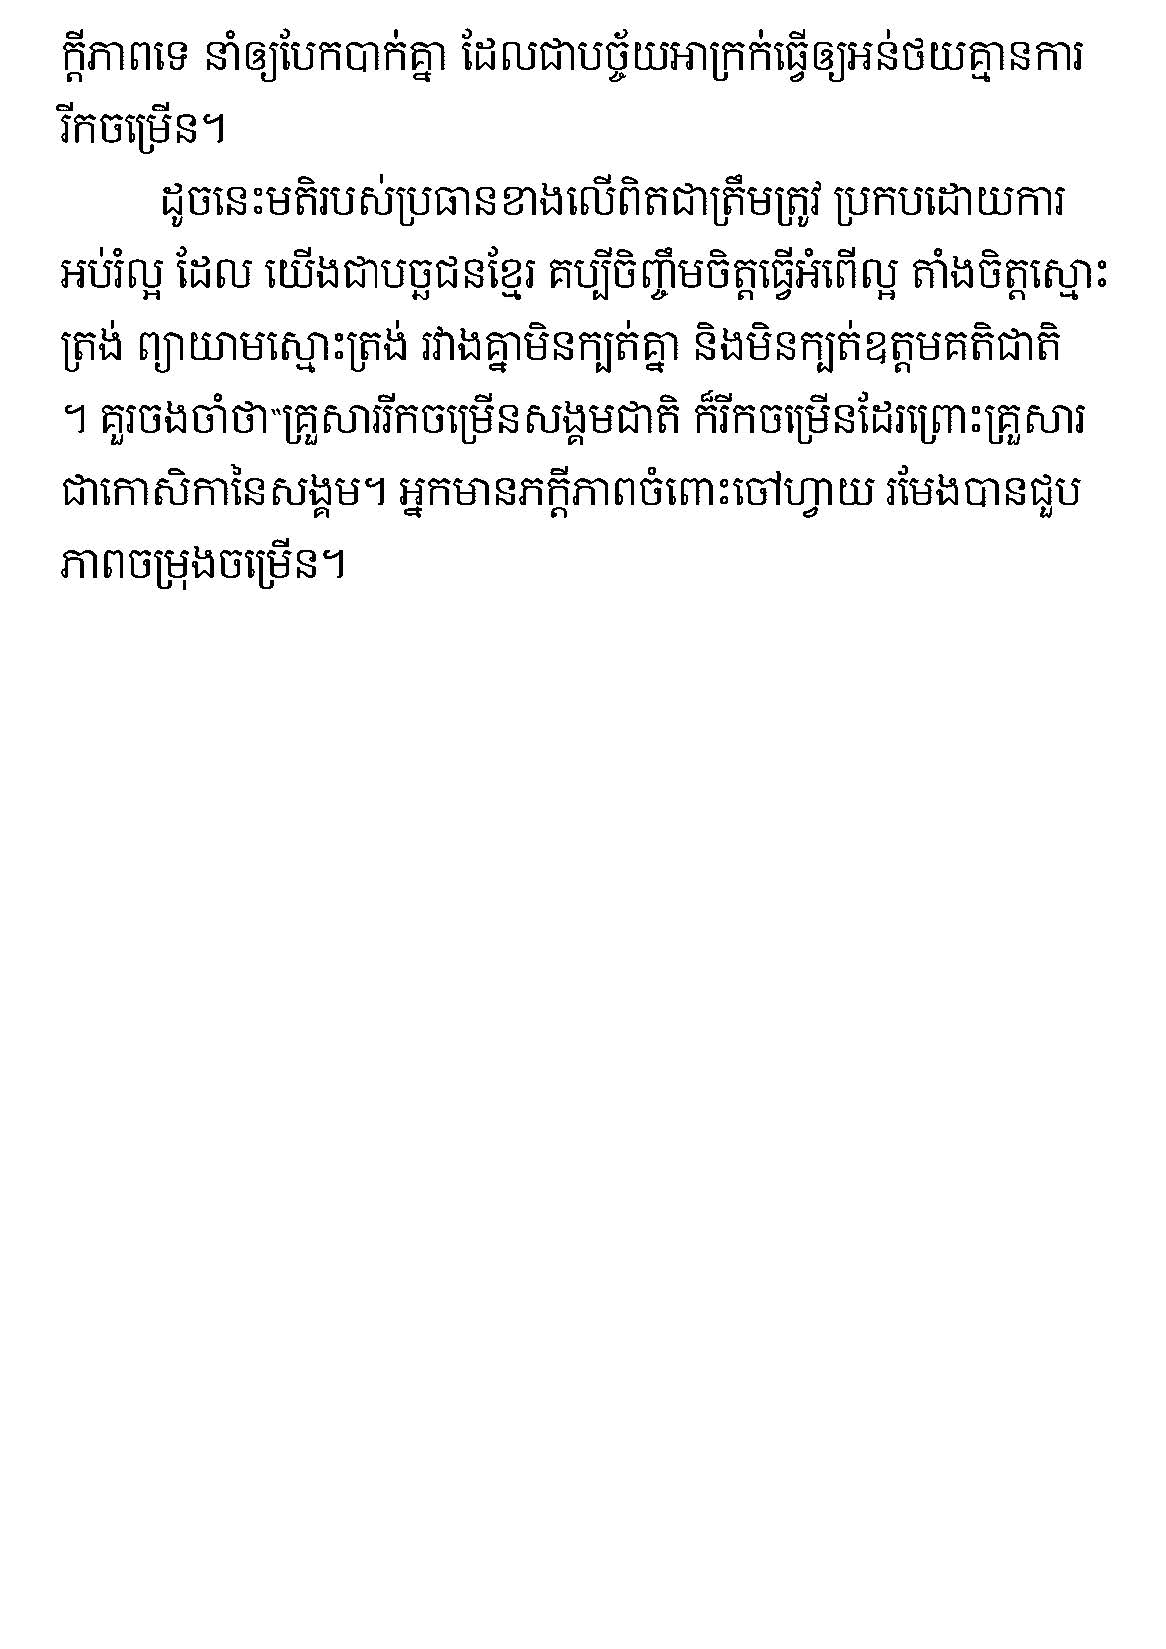 ក្តីភាពទេ នាំឲ្យបែកបាក់គ្នា ដែលជាបច្ច័យអាក្រក់ធ្វើឲ្យអន់ថយគ្មានការ
រីកចម្រើន។
ដូចនេះមតិរបស់ប្រធានខាងលើពិតជាត្រឹមត្រូវ ប្រកបដោយការ
អប់រំល្អ ដែល យើងជាបច្ឆជនខ្មែរ គប្បីចិញ្ចឹមចិត្តធ្វើអំពើល្អ តាំងចិត្តស្មោះ
ត្រង់ ព្យាយាមស្មោះត្រង់ រវាងគ្នាមិនក្បត់គ្នា និងមិនក្បត់ឧត្តមគតិជាតិ
។ គួរចងចាំថា“គ្រួសាររីកចម្រើនសង្គមជាតិ ក៏រីកចម្រើនដែរព្រោះគ្រួសារ
ជាកោសិកានៃសង្គម។ អ្នកមានភក្តីភាពចំពោះចៅហ្វាយ រមែងបានជួប
ភាពចម្រុងចម្រើន។